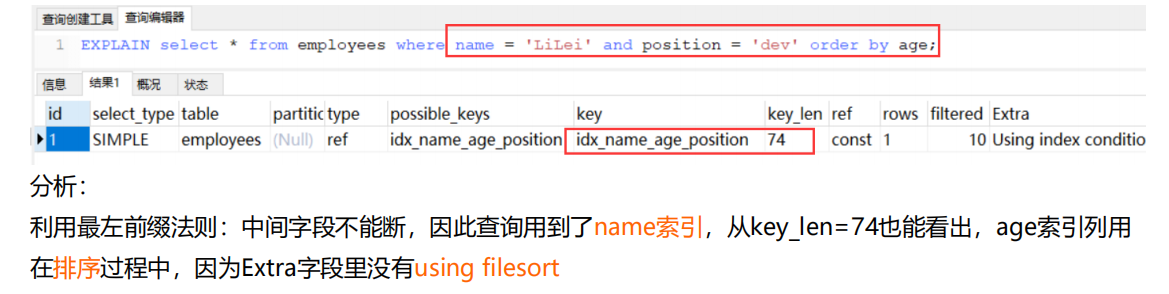 查询创建工具 查询编辑器
1 EXPLAIN select * from employees where name = 'LiLei' and position = 'dev' order by age;
信息 结果1 概况 状态
id select_type table partitic type possible_keys key key_len ref rows filtered Extra
1 SIMPLE employees (Null) ref idx_name_age_position idx_name_age_position 74 const 1 10 Using index conditio
分析：
利用最左前缀法则：中间字段不能断，因此查询用到了name索引，从key_len=74也能看出，age索引列用
在排序过程中，因为Extra字段里没有using filesort